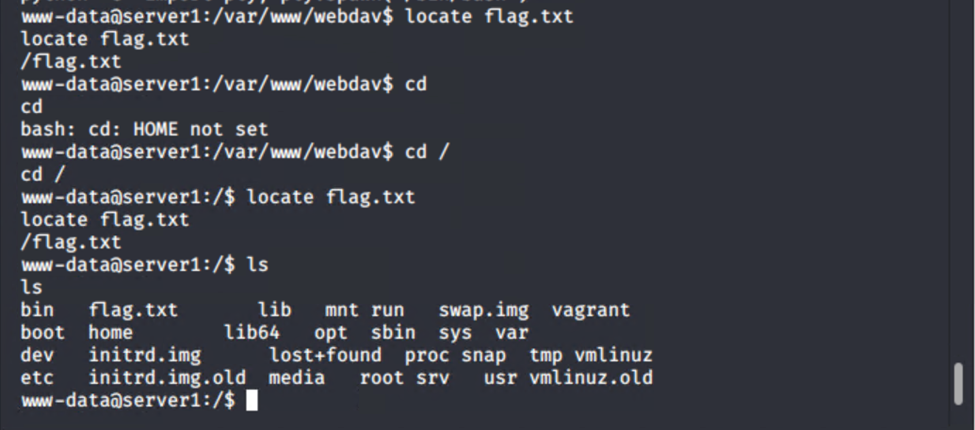 www-data@server1:/var/www/webdav$ locate flag.txt
locate flag.txt
/flag.txt
www-data@server1:/var/www/webdav$ cd
cd
bash: cd: HOME not set
www-data@server1:/var/www/webdav$ cd /
cd /
www-data@server1:/$ locate flag.txt
locate flag.txt
/flag.txt
www-data@server1:/$ ls
ls
bin   flag.txt        lib   mnt run   swap.img  vagrant
boot  home        lib64   opt  sbin  sys  var
dev   initrd.img      lost+found  proc snap  tmp vmlinuz
etc   initrd.img.old  media   root srv   usr vmlinuz.old
www-data@server1:/$